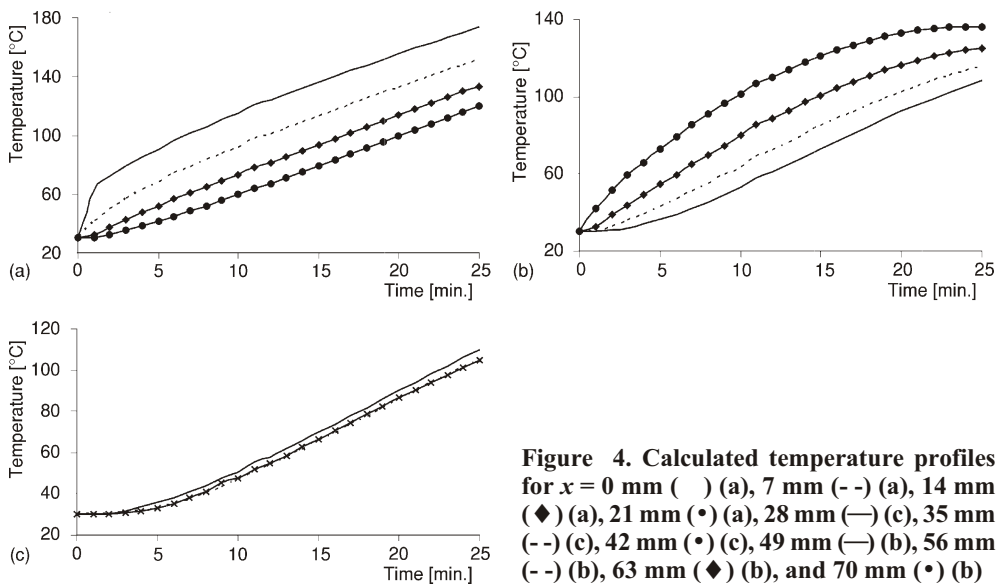 180
140
100
60
20
Temperature [°C]
0 5 10 15 20 25
Time [min.]
(a)
140
100
60
20
Temperature [°C]
0 5 10 15 20 25
Time [min.]
(b)
120
100
80
60
40
20
Temperature [°C]
0 5 10 15 20 25
Time [min.]
(c)
Figure 4. Calculated temperature profiles
for x = 0 mm ( ) (a), 7 mm (- -) (a), 14 mm
(♦) (a), 21 mm (•) (a), 28 mm (—) (c), 35 mm
(- -) (c), 42 mm (•) (c), 49 mm (—) (b), 56 mm
(- -) (b), 63 mm (♦) (b), and 70 mm (•) (b)